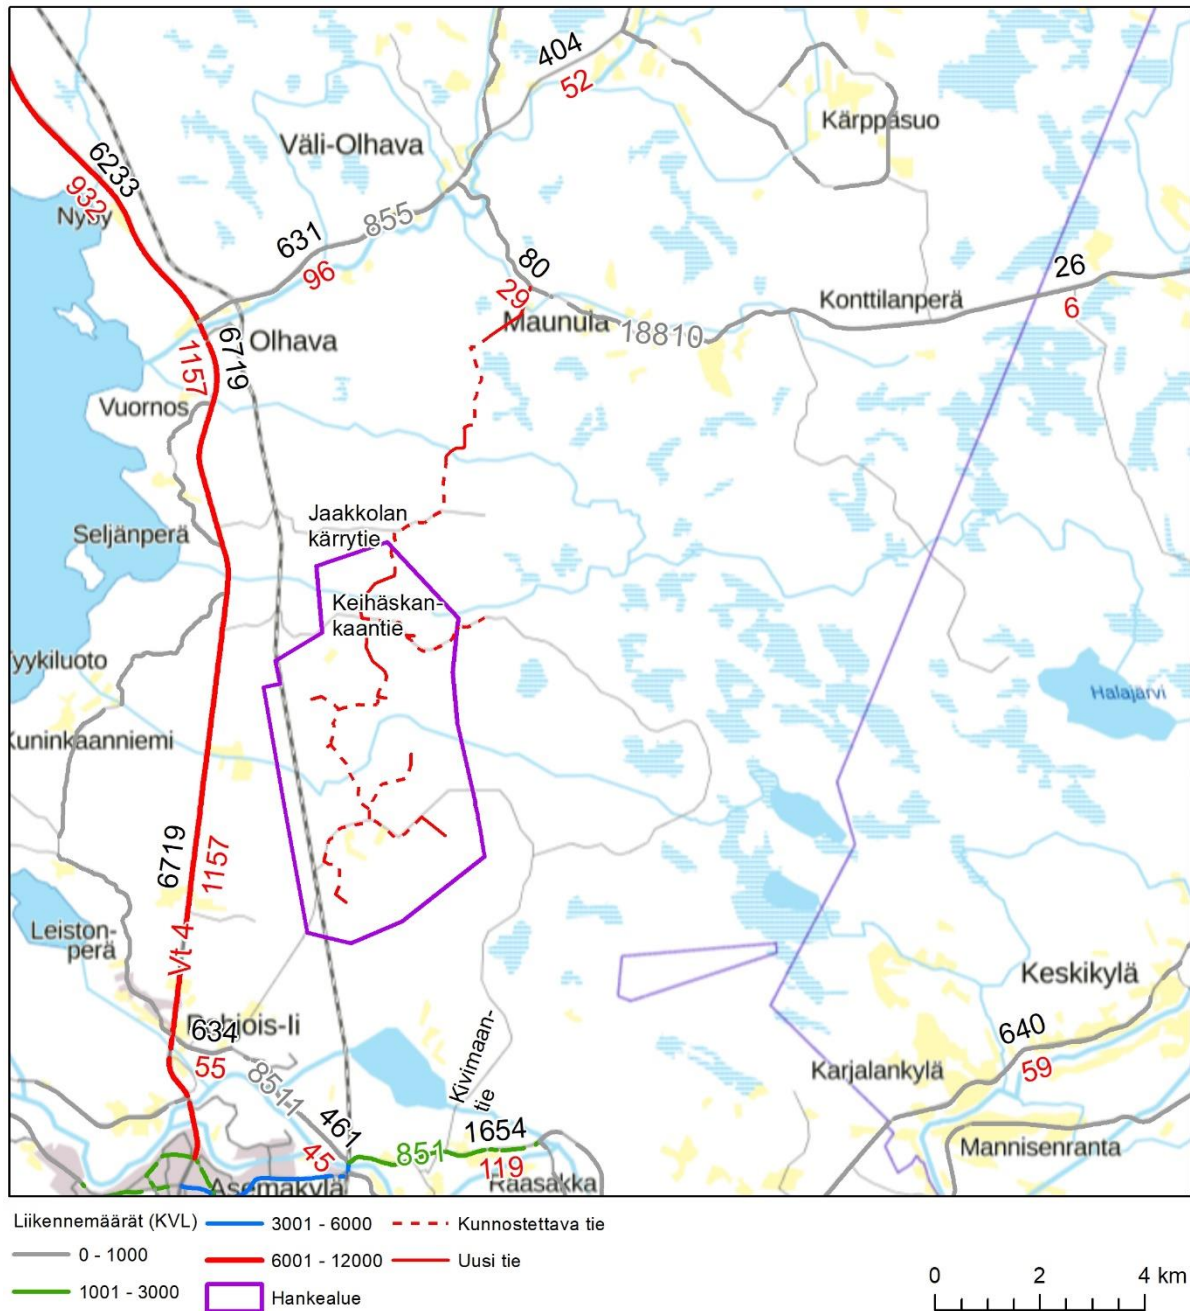 404
52
Kärppäsuo
Väli-Olhava
6233
932
631
855
96
80
29
26
6
Konttilanperä
Maunula
18810
Olhava
6719
1157
Vuornos
Jaakkolan
kärrytie
Seljänperä
Keihäskan-
kaantie
Halajärvi
Kuninkaanniemi
6719
1157
Leiston-
perä
Vt 4
Keskikylä
634
55
8511
Kivimaan-
tie
640
59
Karjalankylä
461
45
851
1654
119
Mannisenranta
Asemakylä
Raasakka
Liikennemäärät (KVL)
0 - 1000
1001 - 3000
3001 - 6000
6001 - 12000
Hankealue
Kunnostettava tie
Uusi tie
0 2 4 km